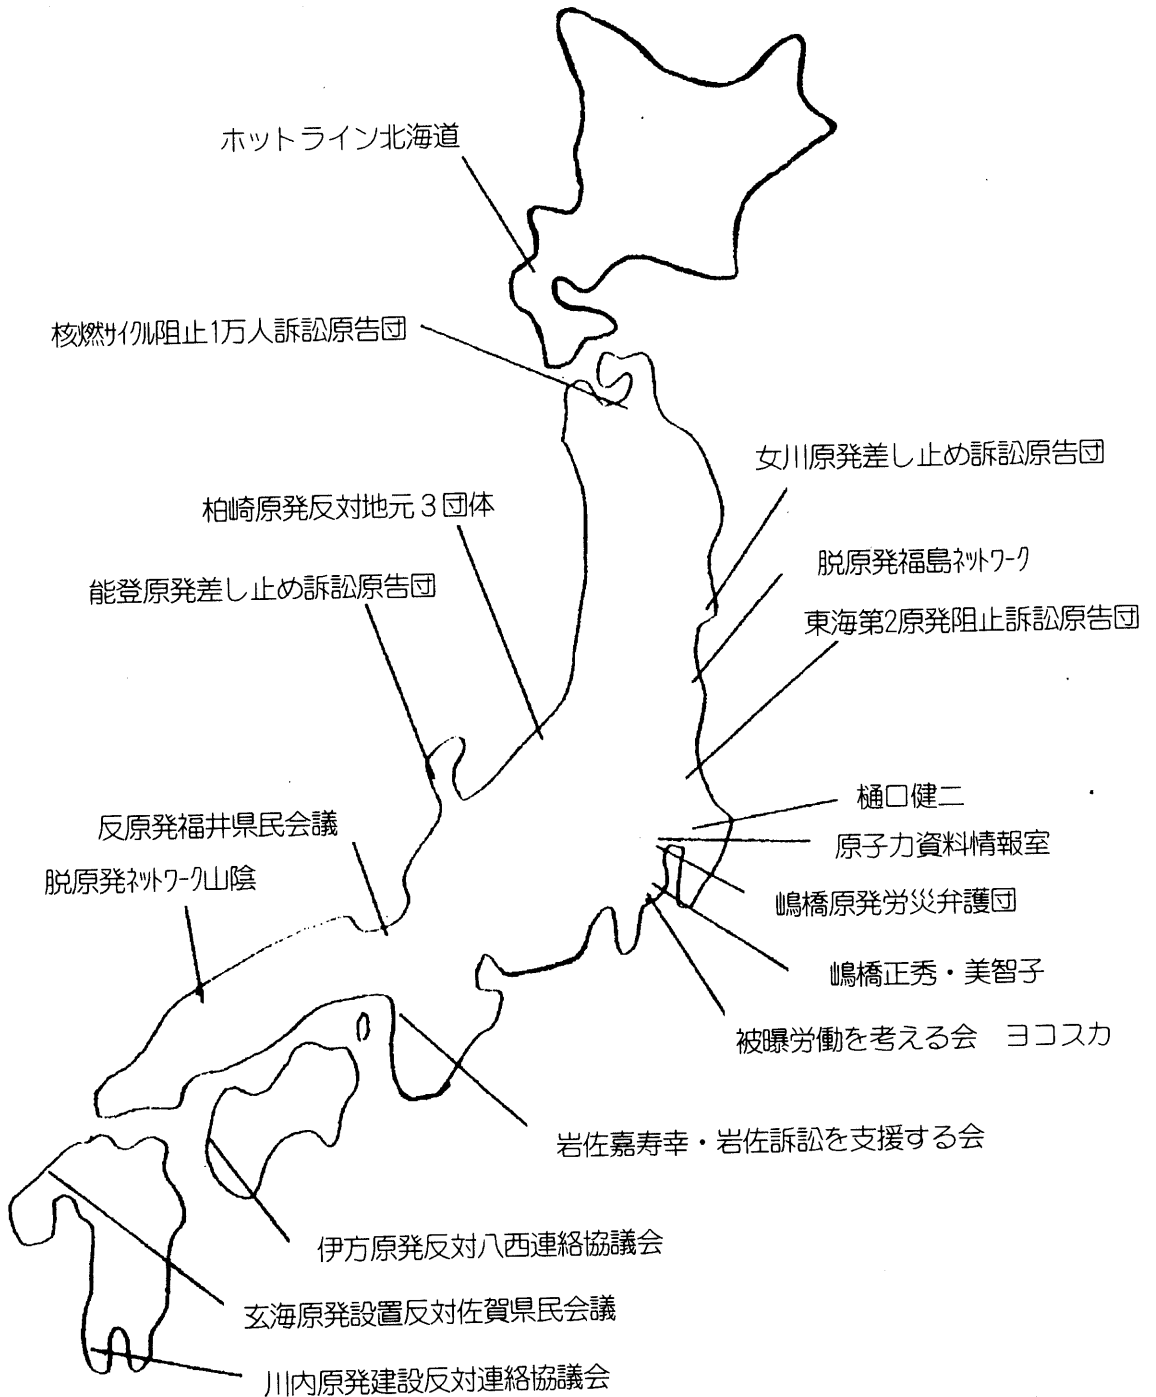 ホットライン北海道
核燃ｻｲｸﾙ阻止1万人訴訟原告団
女川原発差し止め訴訟原告団
柏崎原発反対地元３団体
脱原発福島ﾈｯﾄﾜｰｸ
能登原発差し止め訴訟原告団
東海第2原発阻止訴訟原告団
樋口健二
反原発福井県民会議
原子力資料情報室
脱原発ﾈｯﾄﾜｰｸ山陰
嶋橋原発労災弁護団
嶋橋正秀・美智子
被曝労働を考える会　ヨコスカ
岩佐嘉寿幸・岩佐訴訟を支援する会
伊方原発反対八西連絡協議会
玄海原発設置反対佐賀県民会議
川内原発建設反対連絡協議会